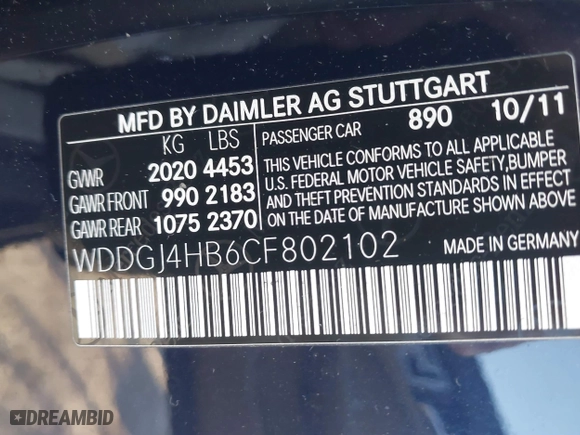 MFD BY DAIMLER AG STUTTGART
KG LBS PASSENGER CAR 890 10/11
GVWR 2020 4453
GAWR FRONT 990 2183
GAWR REAR 1075 2370
THIS VEHICLE CONFORMS TO ALL APPLICABLE
U.S. FEDERAL MOTOR VEHICLE SAFETY, BUMPER
AND THEFT PREVENTION STANDARDS IN EFFECT
ON THE DATE OF MANUFACTURE SHOWN ABOVE
WDDGJ4HB6CF802102
MADE IN GERMANY
DREAMBID